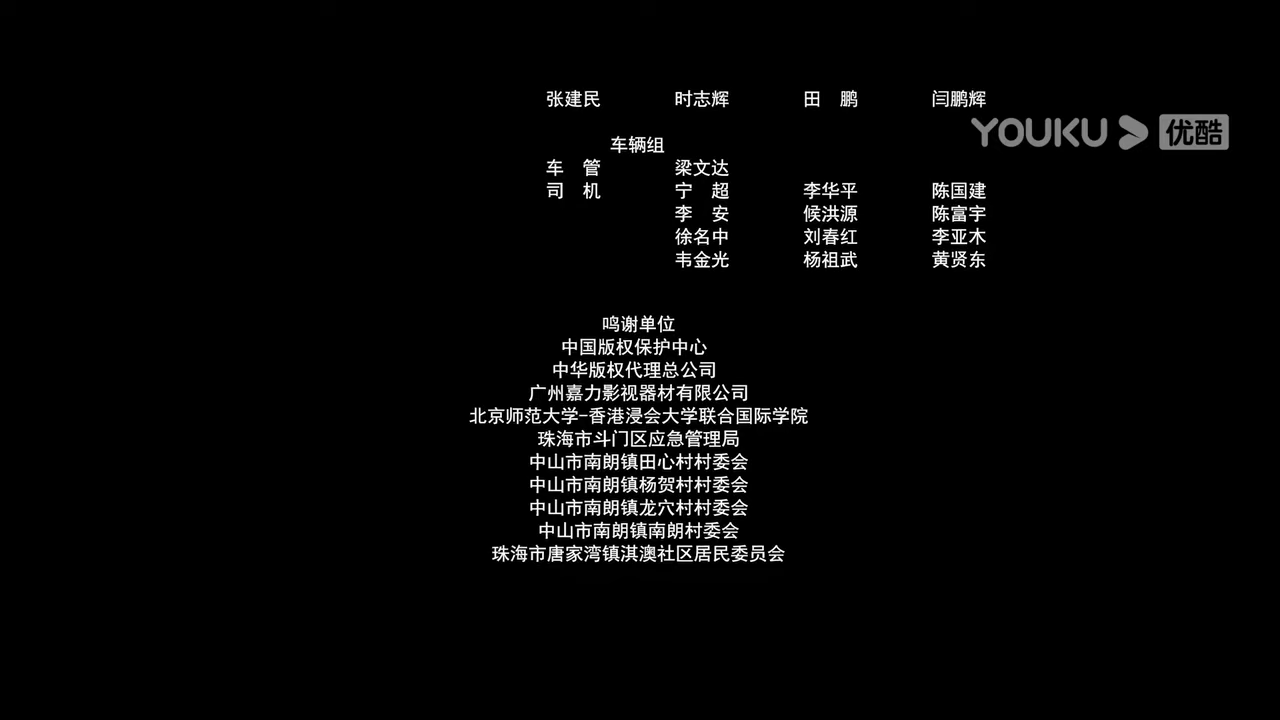 张建民 时志辉 田 鹏 闫鹏辉
YOUKU 优酷
车辆组
车 管 梁文达
司 机 宁 超 李华平 陈国建
李 安 候洪源 陈富宇
徐名中 刘春红 李亚木
韦金光 杨祖武 黄贤东
鸣谢单位
中国版权保护中心
中华版权代理总公司
广州嘉力影视器材有限公司
北京师范大学-香港浸会大学联合国际学院
珠海市斗门区应急管理局
中山市南朗镇田心村村委会
中山市南朗镇杨贺村村委会
中山市南朗镇龙穴村村委会
中山市南朗镇南朗村委会
珠海市唐家湾镇淇澳社区居民委员会